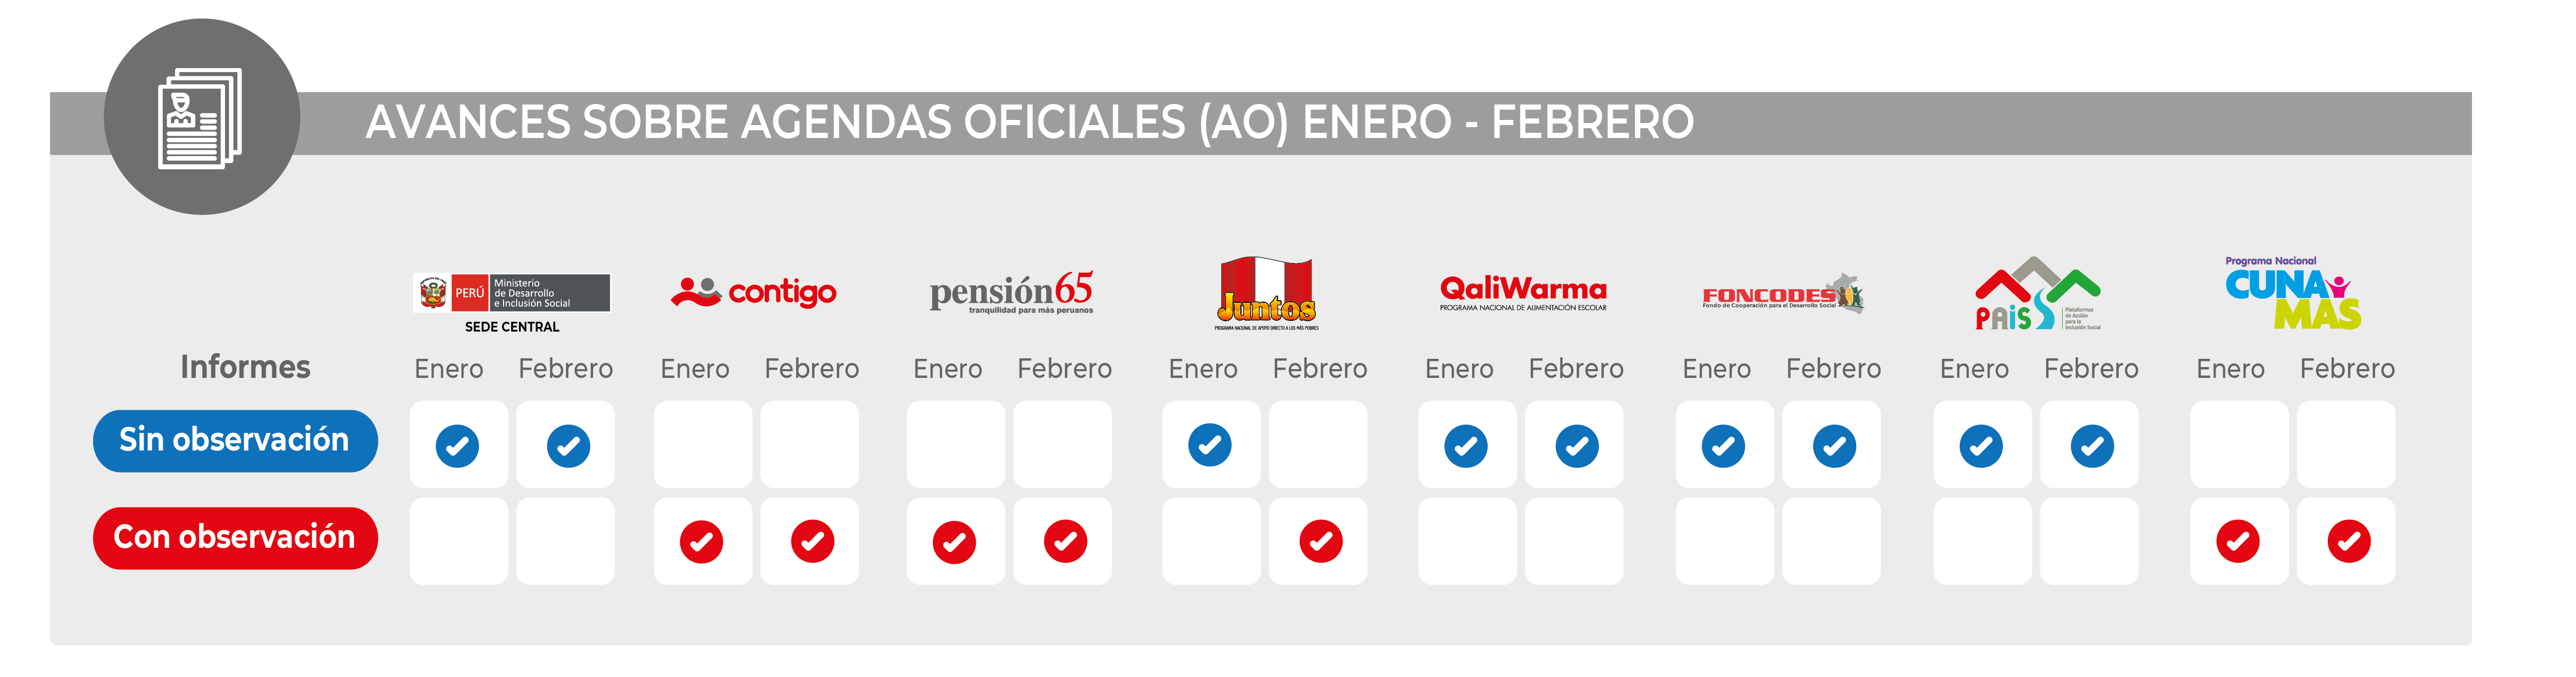 AVANCES SOBRE AGENDAS OFICIALES (AO) ENERO - FEBRERO
PERÚ
Ministerio
de Desarrollo
e Inclusión Social
SEDE CENTRAL
contigo
pensión65
tranquilidad para más peruanos
Juntos
PROGRAMA NACIONAL DE APOYO DIRECTO A LOS MÁS POBRES
QaliWarma
PROGRAMA NACIONAL DE ALIMENTACIÓN ESCOLAR
FONCODES
Fondo de Cooperación para el Desarrollo Social
PAiS
Plataformas
de Acción
para la
Inclusión Social
Programa Nacional
CUNA
MAS
Informes
Enero Febrero Enero Febrero Enero Febrero Enero Febrero Enero Febrero Enero Febrero Enero Febrero Enero Febrero
Sin observación
Con observación